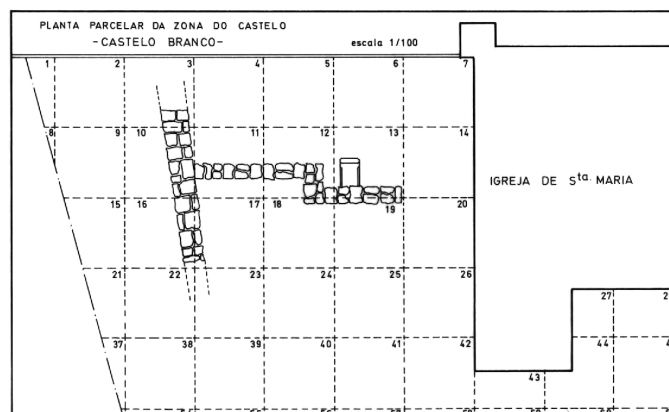 PLANTA PARCELAR DA ZONA DO CASTELO
-CASTELO BRANCO- escala 1/100
1 2 3 4 5 6 7
8 9 10 11 12 13 14
IGREJA DE Sta. MARIA
15 16 17 18 19 20
21 22 23 24 25 26
27
37 38 39 40 41 42 44
43